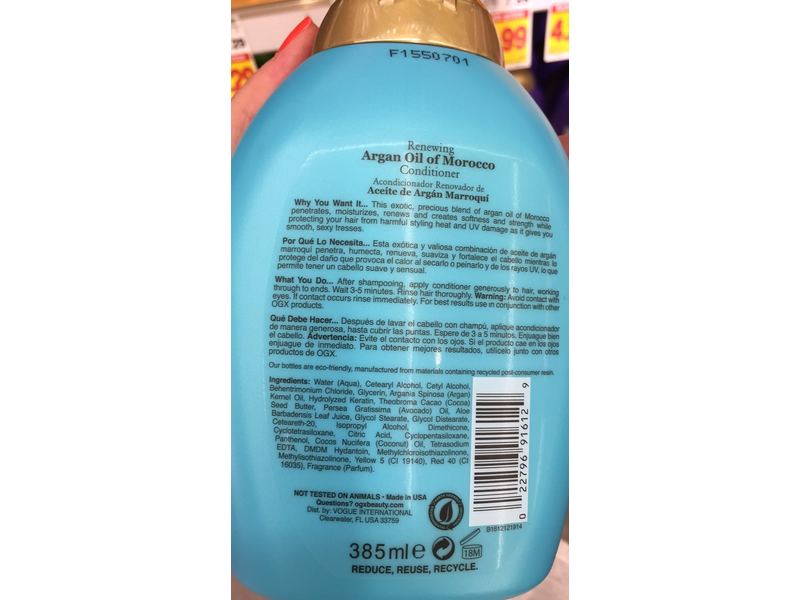 F1550701
99
4.
29
Renewing
Argan Oil of Morocco
Conditioner
Acondicionador Renovador de
Aceite de Argán Marroquí
Why You Want It... This exotic, precious blend of argan oil of Morocco
penetrates, moisturizes, renews and creates softness and strength while
protecting your hair from harmful styling heat and UV damage as it gives you
smooth, sexy tresses.
Por Qué Lo Necesita... Esta exótica y valiosa combinación de aceite de argán
marroquí penetra, humecta, renueva, suaviza y fortalece el cabello mientras lo
protege del daño que provoca el calor al secarlo o peinarlo y de los rayos UV, lo que
permite tener un cabello suave y sensual.
What You Do... After shampooing, apply conditioner generously to hair, working
through to ends. Wait 3-5 minutes. Rinse hair thoroughly. Warning: Avoid contact with
eyes. If contact occurs rinse immediately. For best results use in conjunction with other
OGX products.
Qué Debe Hacer... Después de lavar el cabello con champú, aplique acondicionador
de manera generosa, hasta cubrir las puntas. Espere de 3 a 5 minutos. Enjuague bien
el cabello. Advertencia: Evite el contacto con los ojos. Si el producto cae en los ojos
enjuague de inmediato. Para obtener mejores resultados, utilícelo junto con otros
productos de OGX.
Our bottles are eco-friendly, manufactured from materials containing recycled post-consumer resin.
Ingredients: Water (Aqua), Cetearyl Alcohol, Cetyl Alcohol,
Behentrimonium Chloride, Glycerin, Argania Spinosa (Argan)
Kernel Oil, Hydrolyzed Keratin, Theobroma Cacao (Cocoa)
Seed Butter, Persea Gratissima (Avocado) Oil, Aloe
Barbadensis Leaf Juice, Glycol Stearate, Glycol Distearate,
Ceteareth-20, Isopropyl Alcohol, Dimethicone,
Cyclotetrasiloxane, Citric Acid, Cyclopentasiloxane,
Panthenol, Cocos Nucifera (Coconut) Oil, Tetrasodium
EDTA, DMDM Hydantoin, Methylchloroisothiazolinone,
Methylisothiazolinone, Yellow 5 (CI 19140), Red 40 (CI
16035), Fragrance (Parfum).
0 22796 91612 9
B1612121914
NOT TESTED ON ANIMALS • Made in USA
Questions? ogxbeauty.com
Dist. by: VOGUE INTERNATIONAL
Clearwater, FL USA 33759
385ml e 18M
REDUCE, REUSE, RECYCLE.